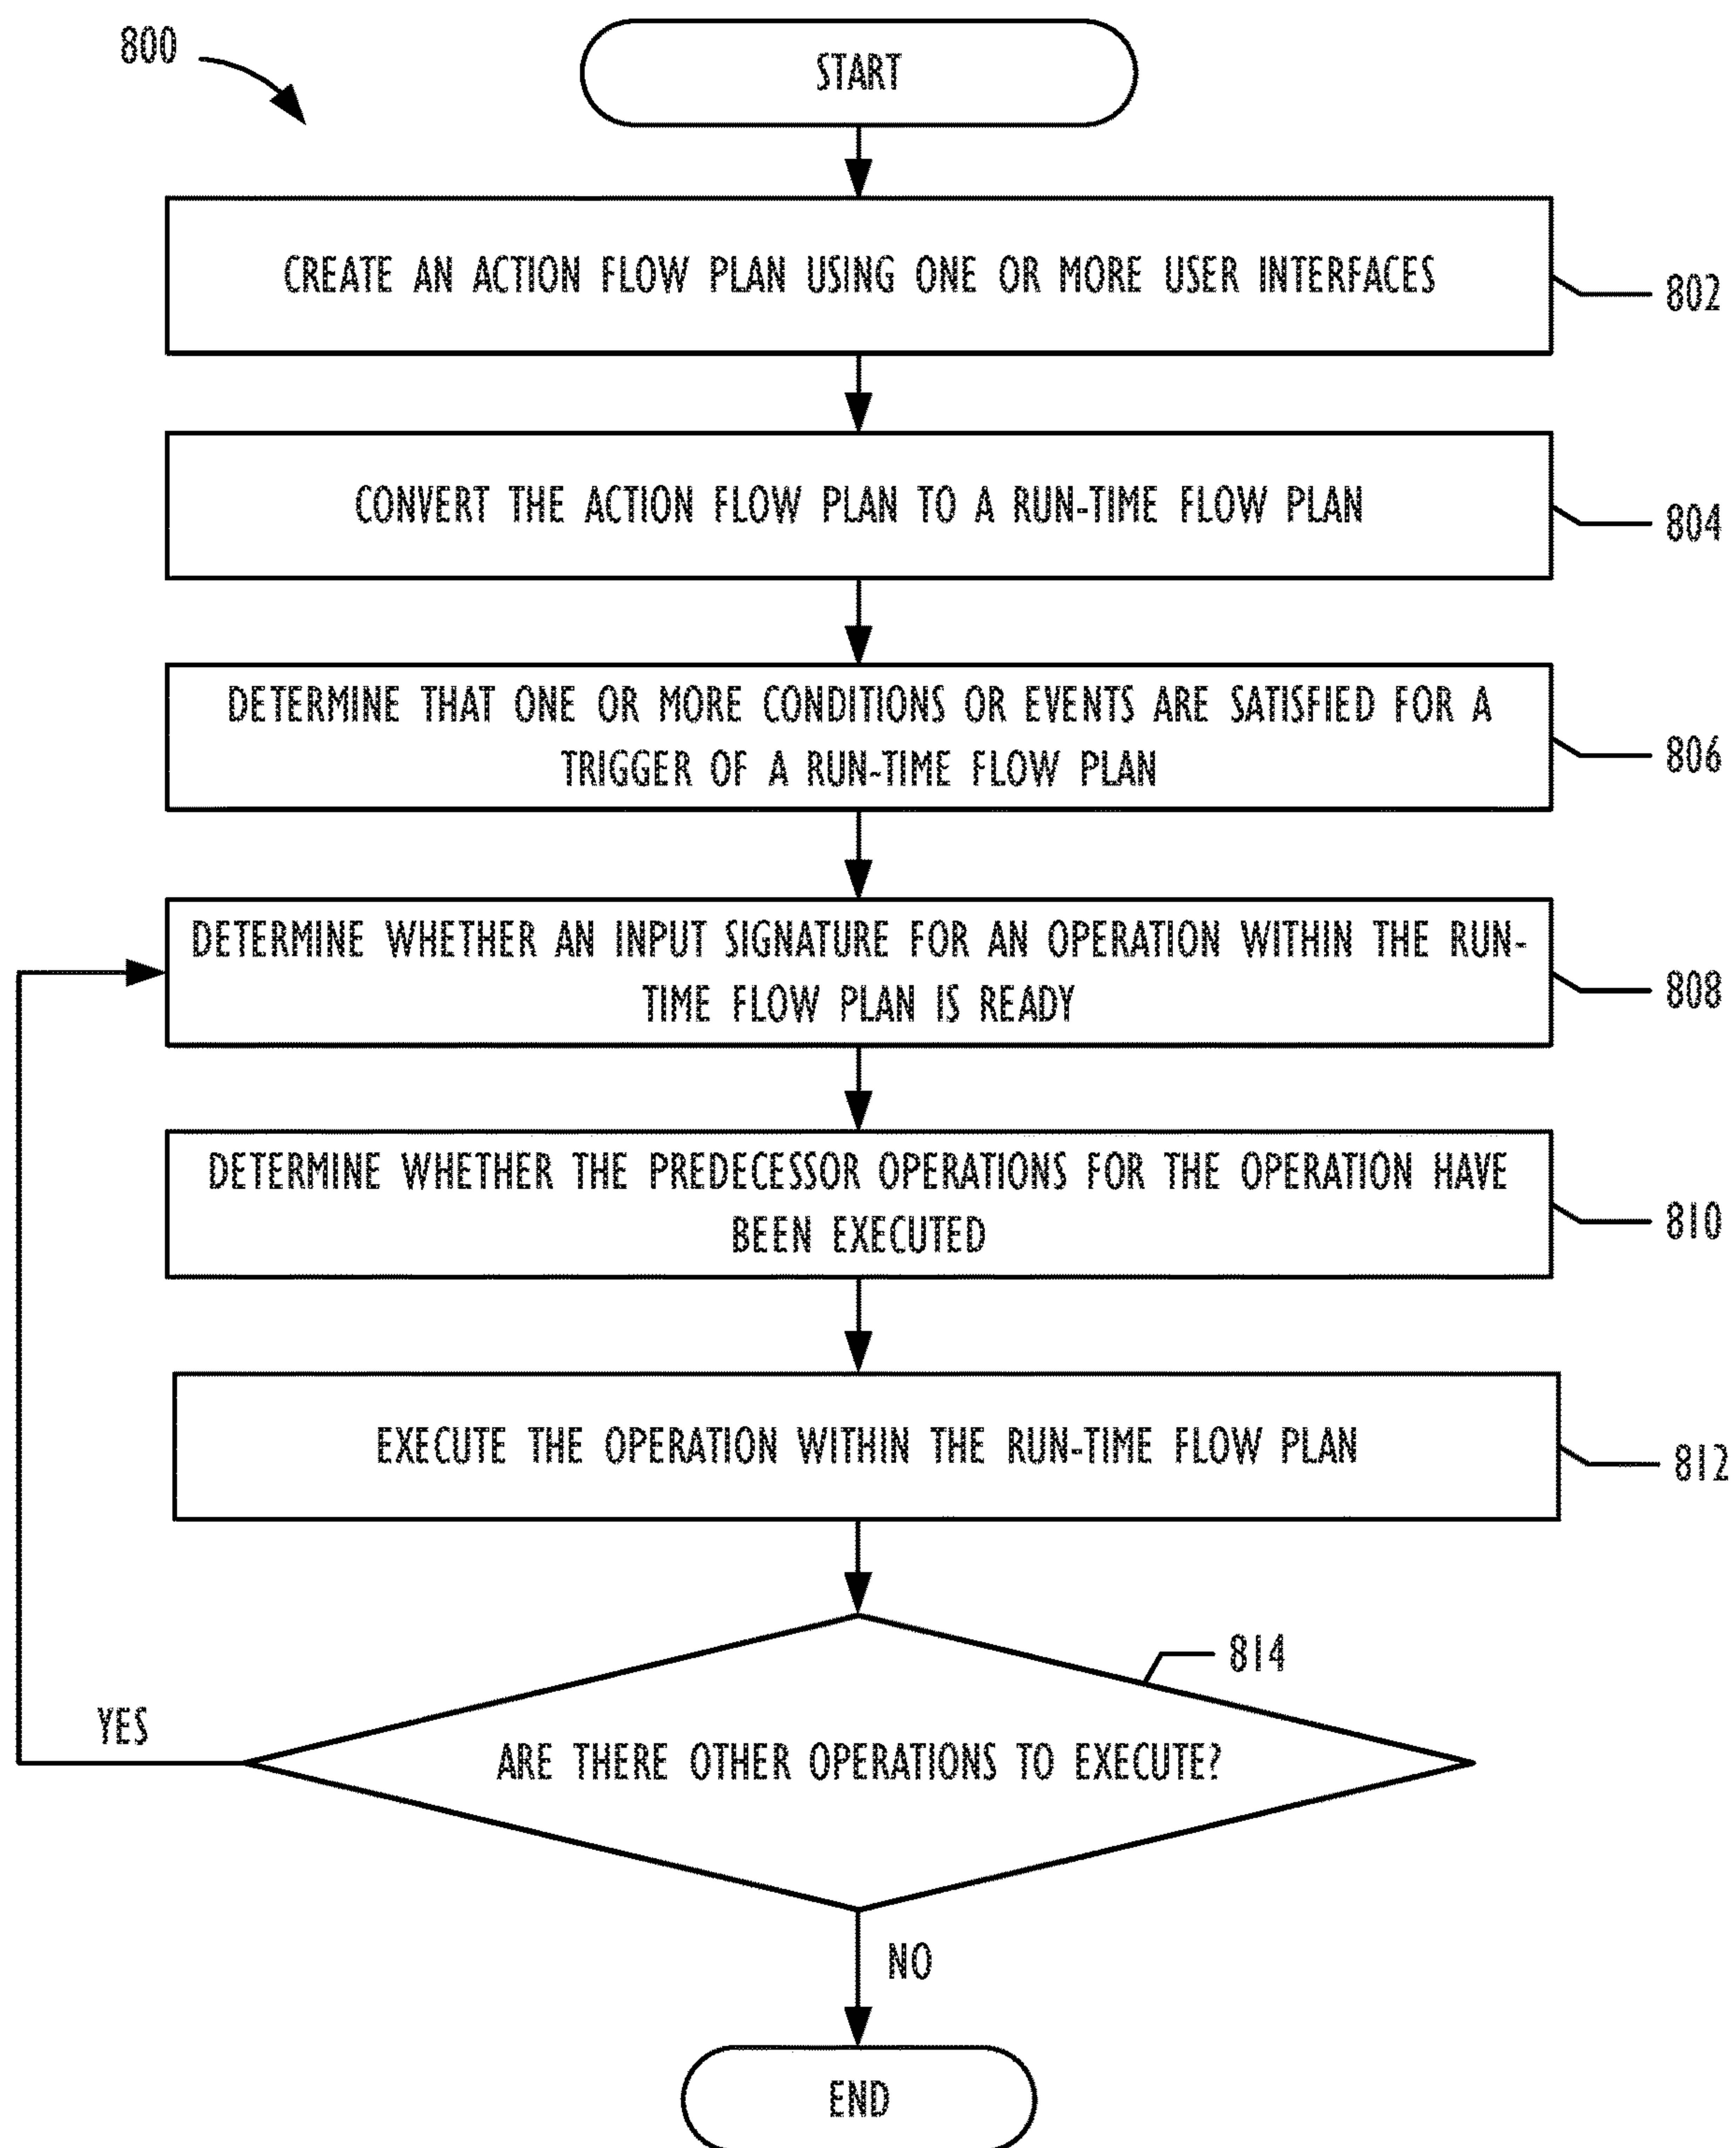 800
START
CREATE AN ACTION FLOW PLAN USING ONE OR MORE USER INTERFACES
802
CONVERT THE ACTION FLOW PLAN TO A RUN-TIME FLOW PLAN
804
DETERMINE THAT ONE OR MORE CONDITIONS OR EVENTS ARE SATISFIED FOR A
TRIGGER OF A RUN-TIME FLOW PLAN
806
DETERMINE WHETHER AN INPUT SIGNATURE FOR AN OPERATION WITHIN THE RUN-
TIME FLOW PLAN IS READY
808
DETERMINE WHETHER THE PREDECESSOR OPERATIONS FOR THE OPERATION HAVE
BEEN EXECUTED
810
EXECUTE THE OPERATION WITHIN THE RUN-TIME FLOW PLAN
812
814
YES
ARE THERE OTHER OPERATIONS TO EXECUTE?
NO
END